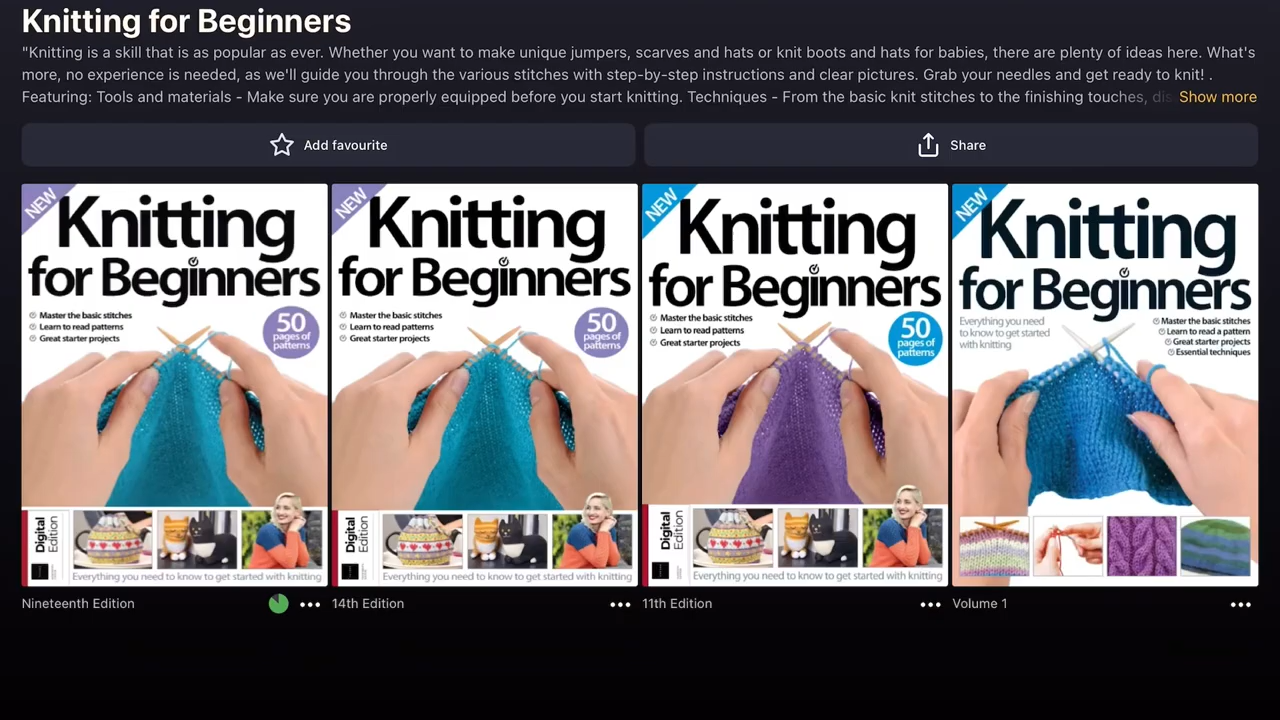 Knitting for Beginners
"Knitting is a skill that is as popular as ever. Whether you want to make unique jumpers, scarves and hats or knit boots and hats for babies, there are plenty of ideas here. What's
more, no experience is needed, as we'll guide you through the various stitches with step-by-step instructions and clear pictures. Grab your needles and get ready to knit! .
Featuring: Tools and materials - Make sure you are properly equipped before you start knitting. Techniques - From the basic knit stitches to the finishing touches, Show more
Add favourite
Share
NEW
Knitting
for Beginners
Master the basic stitches
Learn to read patterns
Great starter projects
50
pages of
patterns
Digital
Edition
Everything you need to know to get started with knitting
Nineteenth Edition
NEW
Knitting
for Beginners
Master the basic stitches
Learn to read patterns
Great starter projects
50
pages of
patterns
Digital
Edition
Everything you need to know to get started with knitting
14th Edition
NEW
Knitting
for Beginners
Master the basic stitches
Learn to read patterns
Great starter projects
50
pages of
patterns
Digital
Edition
Everything you need to know to get started with knitting
11th Edition
NEW
Knitting
for Beginners
Everything you need
to know to get started
with knitting
Master the basic stitches
Learn to read a pattern
Great starter projects
Essential techniques
Volume 1